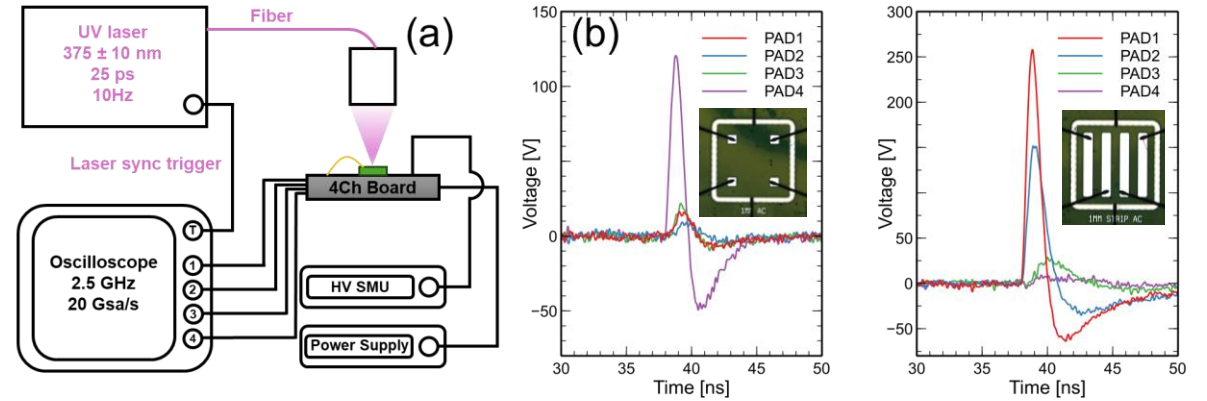 UV laser
375 ± 10 nm
25 ps
10Hz
Fiber
(a)
Laser sync trigger
4Ch Board
Oscilloscope
2.5 GHz
20 Gsa/s
T
1
2
3
4
HV SMU
Power Supply
(b)
Voltage [V]
150
100
50
0
−50
30
35
40
45
50
Time [ns]
PAD1
PAD2
PAD3
PAD4
1MM AC
Voltage [V]
300
250
200
50
0
−50
30
35
40
45
50
Time [ns]
PAD1
PAD2
PAD3
PAD4
1MM STRIP AC